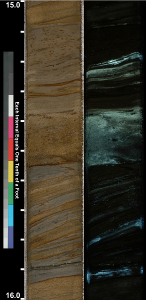 15.0
Each Interval Equals One Tenth of a Foot
16.0